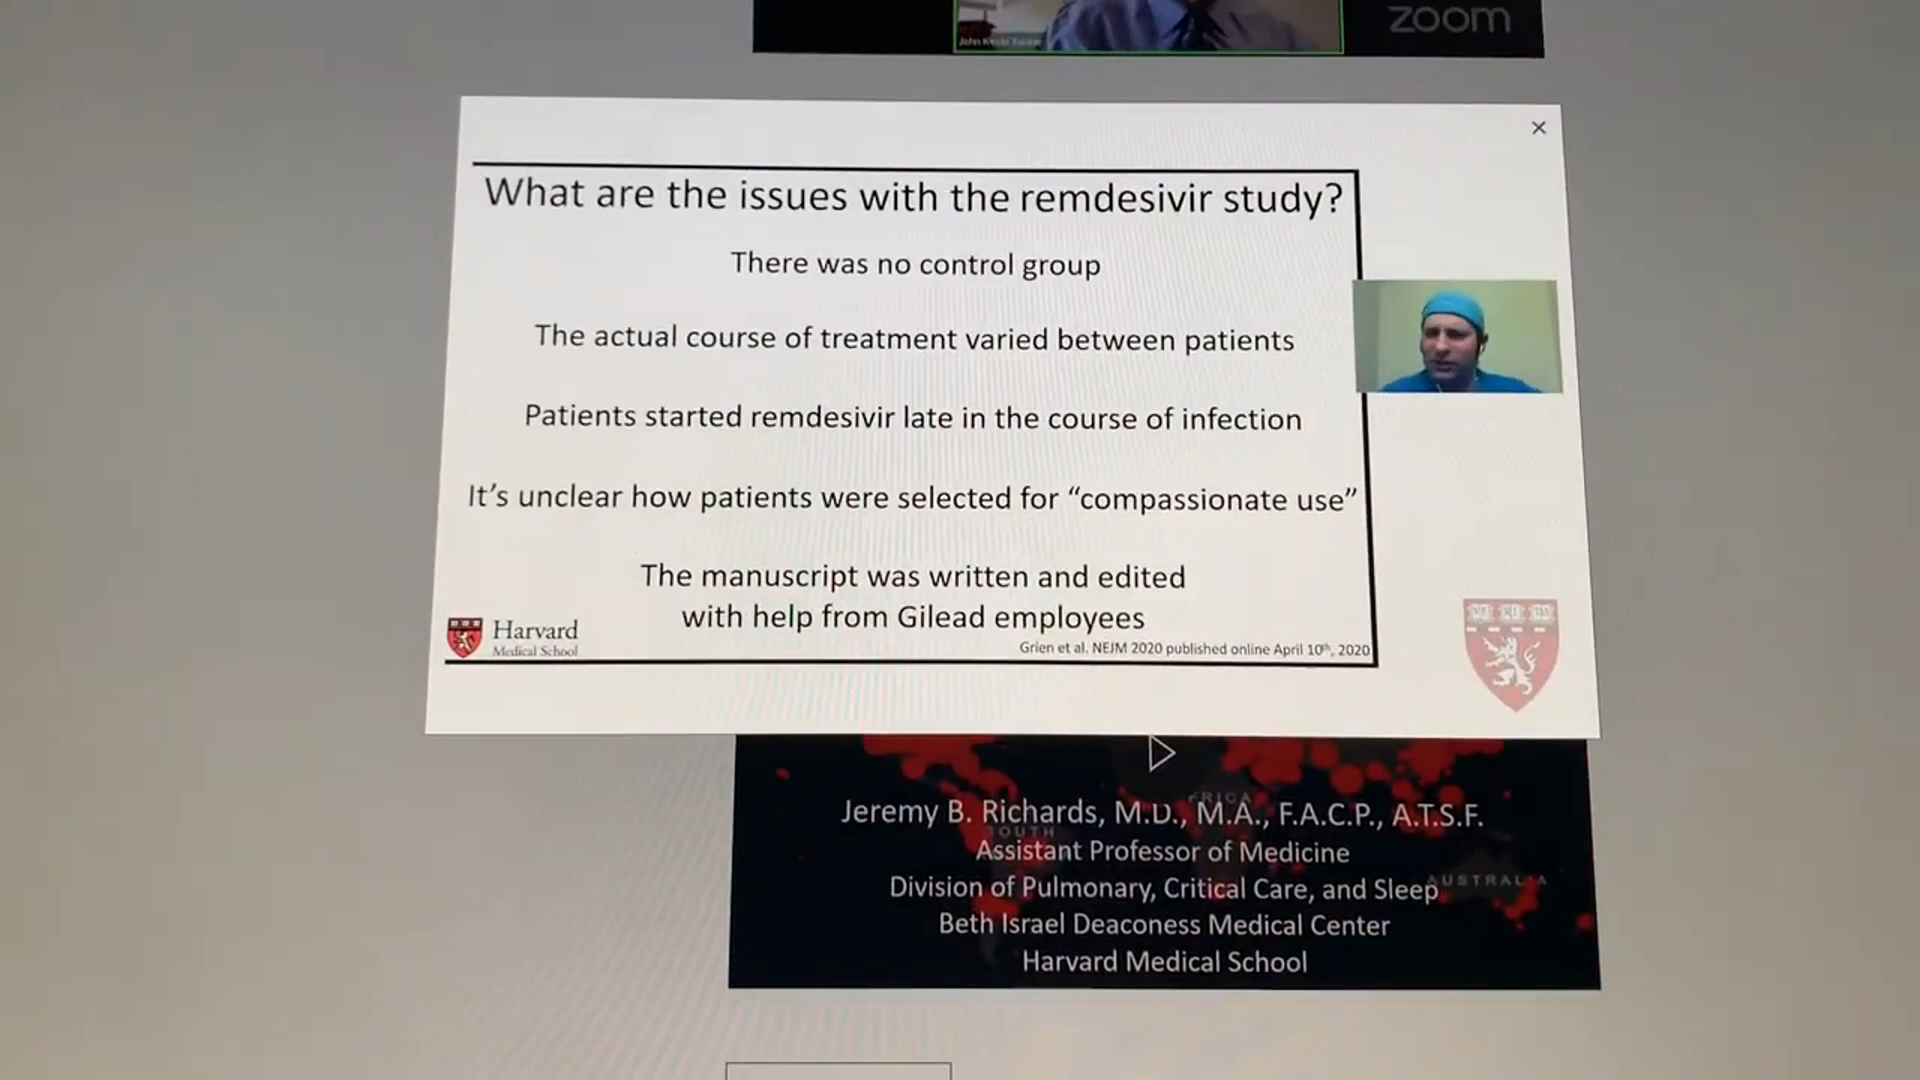 zoom
What are the issues with the remdesivir study?
There was no control group
The actual course of treatment varied between patients
Patients started remdesivir late in the course of infection
It's unclear how patients were selected for “compassionate use”
The manuscript was written and edited
with help from Gilead employees
Harvard
Medical School
Grien et al. NEJM 2020 published online April 10th, 2020
Jeremy B. Richards, M.D., M.A., F.A.C.P., A.T.S.F.
Assistant Professor of Medicine
Division of Pulmonary, Critical Care, and Sleep
AUSTRALIA
Beth Israel Deaconess Medical Center
Harvard Medical School